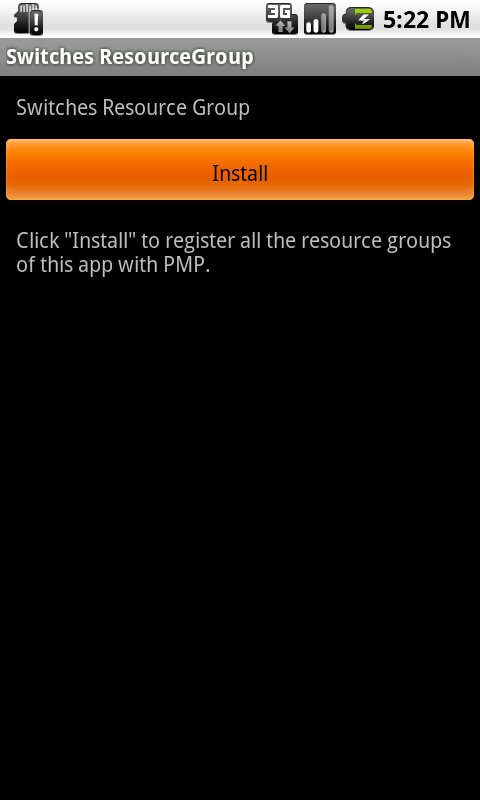 3G
5:22 PM
Switches ResourceGroup
Switches Resource Group
Install
Click "Install" to register all the resource groups
of this app with PMP.